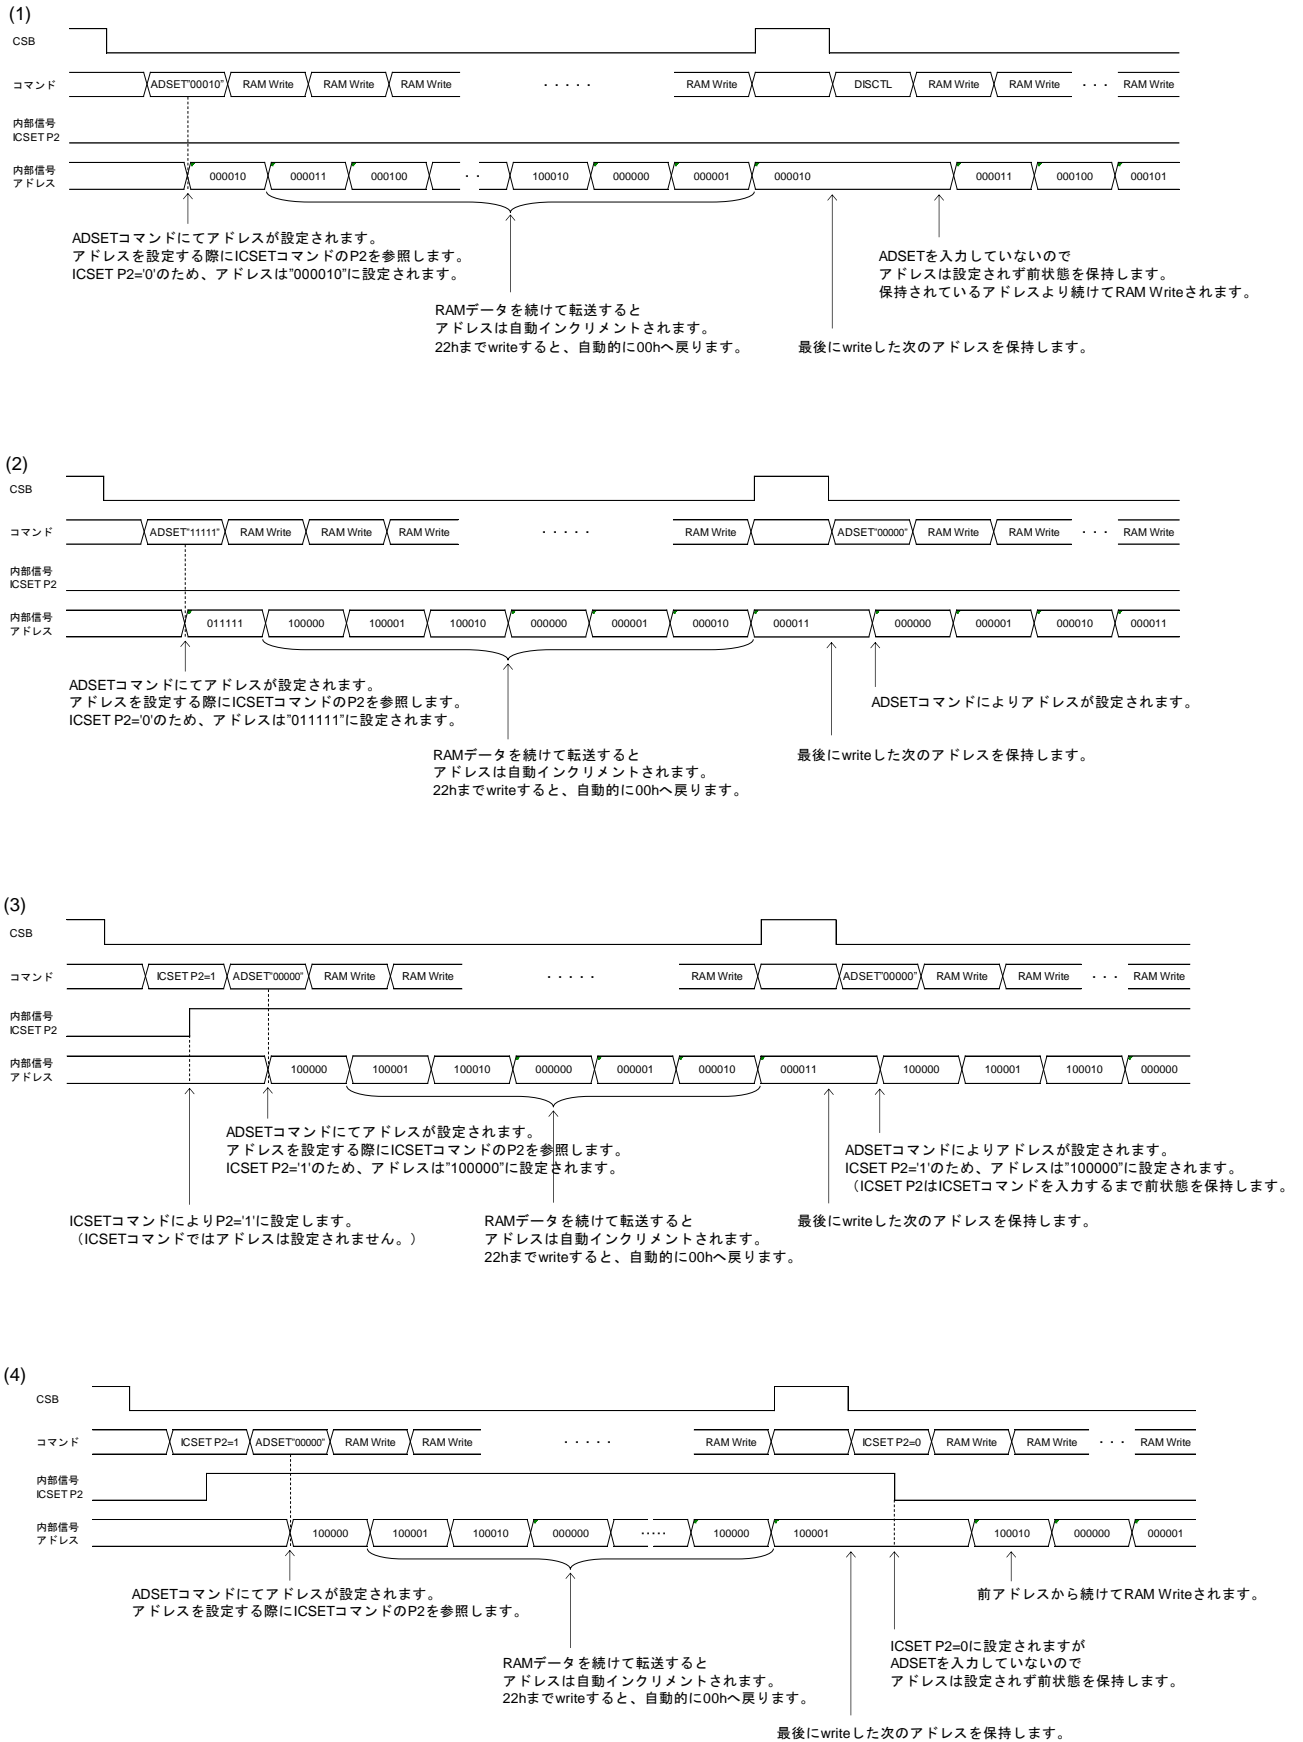 (1)
CSB
コマンド
ADSET"00010" RAM Write RAM Write RAM Write ・・・・・ RAM Write DISCTL RAM Write RAM Write ・・・ RAM Write
内部信号
ICSET P2
内部信号
アドレス
000010 000011 000100 ・・ 100010 000000 000001 000010 000011 000100 000101
ADSETコマンドにてアドレスが設定されます。
アドレスを設定する際にICSETコマンドのP2を参照します。
ICSET P2='0'のため、アドレスは"000010"に設定されます。
RAMデータを続けて転送すると
アドレスは自動インクリメントされます。
22hまでwriteすると、自動的に00hへ戻ります。
ADSETを入力していないので
アドレスは設定されず前状態を保持します。
保持されているアドレスより続けてRAM Writeされます。
最後にwriteした次のアドレスを保持します。
(2)
CSB
コマンド
ADSET"11111" RAM Write RAM Write RAM Write ・・・・・ RAM Write ADSET"00000" RAM Write RAM Write ・・・ RAM Write
内部信号
ICSET P2
内部信号
アドレス
011111 100000 100001 100010 000000 000001 000010 000011 000000 000001 000010 000011
ADSETコマンドにてアドレスが設定されます。
アドレスを設定する際にICSETコマンドのP2を参照します。
ICSET P2='0'のため、アドレスは"011111"に設定されます。
RAMデータを続けて転送すると
アドレスは自動インクリメントされます。
22hまでwriteすると、自動的に00hへ戻ります。
ADSETコマンドによりアドレスが設定されます。
最後にwriteした次のアドレスを保持します。
(3)
CSB
コマンド
ICSET P2=1 ADSET"00000" RAM Write RAM Write ・・・・・ RAM Write ADSET"00000" RAM Write RAM Write ・・・ RAM Write
内部信号
ICSET P2
内部信号
アドレス
100000 100001 100010 000000 000001 000010 000011 100000 100001 100010 000000
ADSETコマンドにてアドレスが設定されます。
アドレスを設定する際にICSETコマンドのP2を参照します。
ICSET P2='1'のため、アドレスは"100000"に設定されます。
ADSETコマンドによりアドレスが設定されます。
ICSET P2='1'のため、アドレスは"100000"に設定されます。
（ICSET P2はICSETコマンドを入力するまで前状態を保持します。
ICSETコマンドによりP2='1'に設定します。
（ICSETコマンドではアドレスは設定されません。）
RAMデータを続けて転送すると
アドレスは自動インクリメントされます。
22hまでwriteすると、自動的に00hへ戻ります。
最後にwriteした次のアドレスを保持します。
(4)
CSB
コマンド
ICSET P2=1 ADSET"00000" RAM Write RAM Write ・・・・・ RAM Write ICSET P2=0 RAM Write RAM Write ・・・ RAM Write
内部信号
ICSET P2
内部信号
アドレス
100000 100001 100010 000000 ・・・・・ 100000 100001 100010 000000 000001
ADSETコマンドにてアドレスが設定されます。
アドレスを設定する際にICSETコマンドのP2を参照します。
前アドレスから続けてRAM Writeされます。
RAMデータを続けて転送すると
アドレスは自動インクリメントされます。
22hまでwriteすると、自動的に00hへ戻ります。
ICSET P2=0に設定されますが
ADSETを入力していないので
アドレスは設定されず前状態を保持します。
最後にwriteした次のアドレスを保持します。